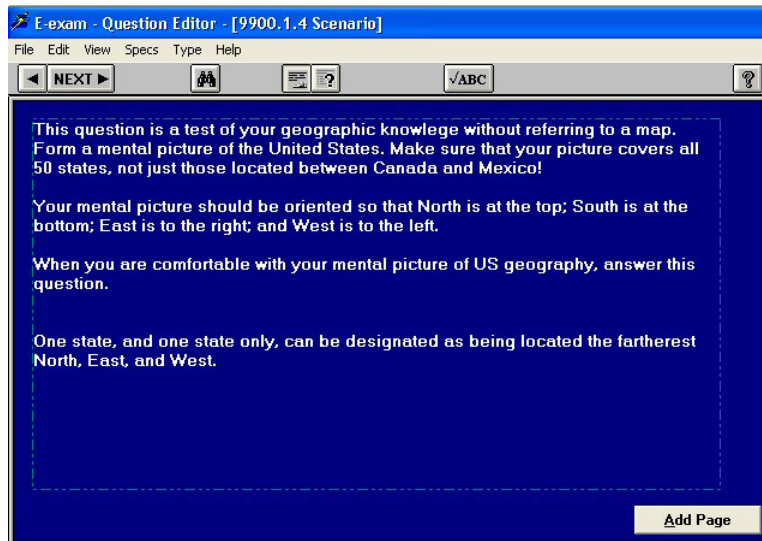 E-exam - Question Editor - [9900.1.4 Scenario]
File Edit View Specs Type Help
NEXT
?
√ABC
?
This question is a test of your geographic knowlege without referring to a map.
Form a mental picture of the United States. Make sure that your picture covers all
50 states, not just those located between Canada and Mexico!
Your mental picture should be oriented so that North is at the top; South is at the
bottom; East is to the right; and West is to the left.
When you are comfortable with your mental picture of US geography, answer this
question.
One state, and one state only, can be designated as being located the fartherest
North, East, and West.
Add Page